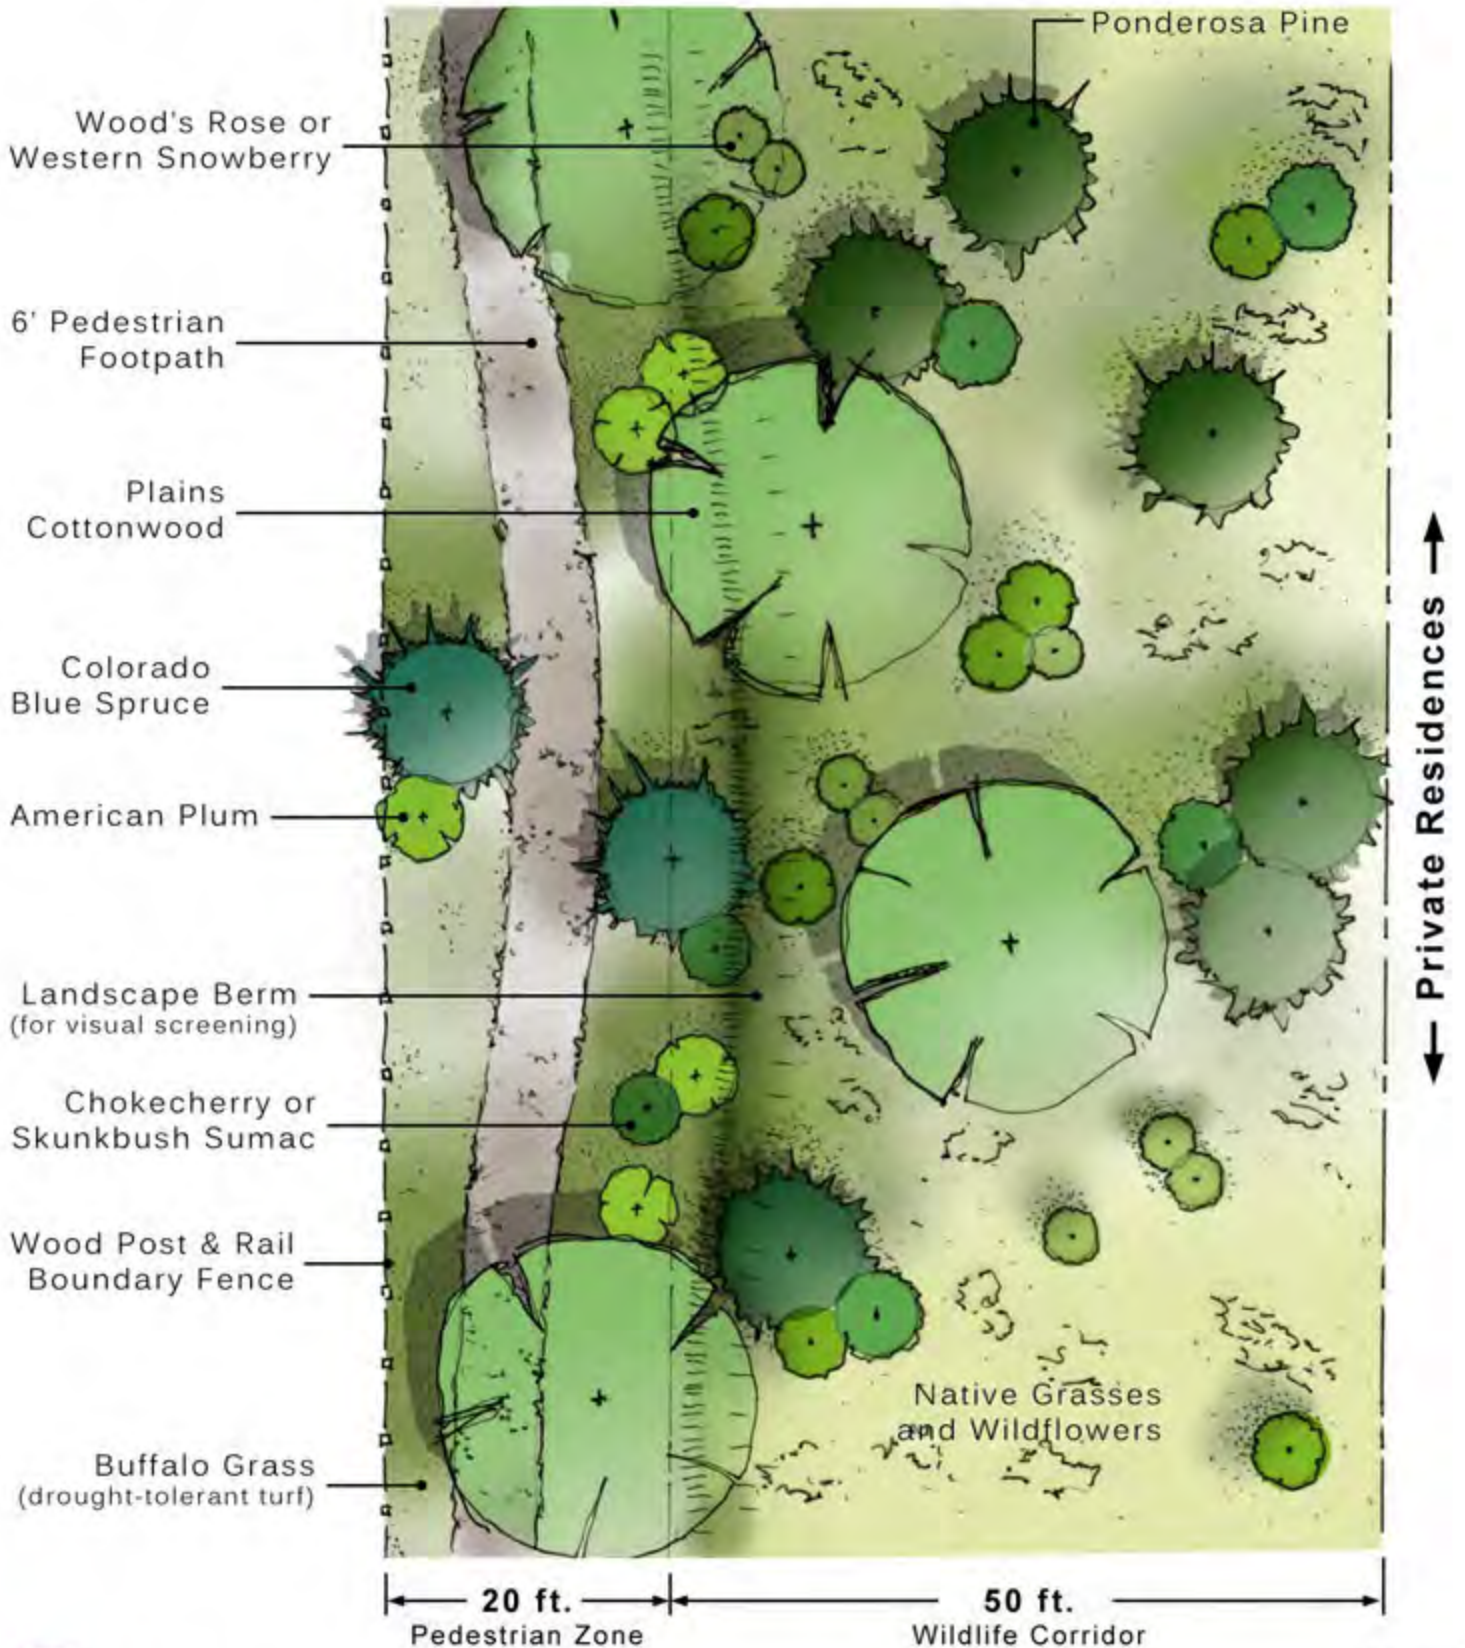 Ponderosa Pine
Wood's Rose or
Western Snowberry
6' Pedestrian
Footpath
Plains
Cottonwood
Colorado
Blue Spruce
American Plum
Landscape Berm
(for visual screening)
Chokecherry or
Skunkbush Sumac
Wood Post & Rail
Boundary Fence
Buffalo Grass
(drought-tolerant turf)
Native Grasses
and Wildflowers
Private Residences
20 ft.
Pedestrian Zone
50 ft.
Wildlife Corridor